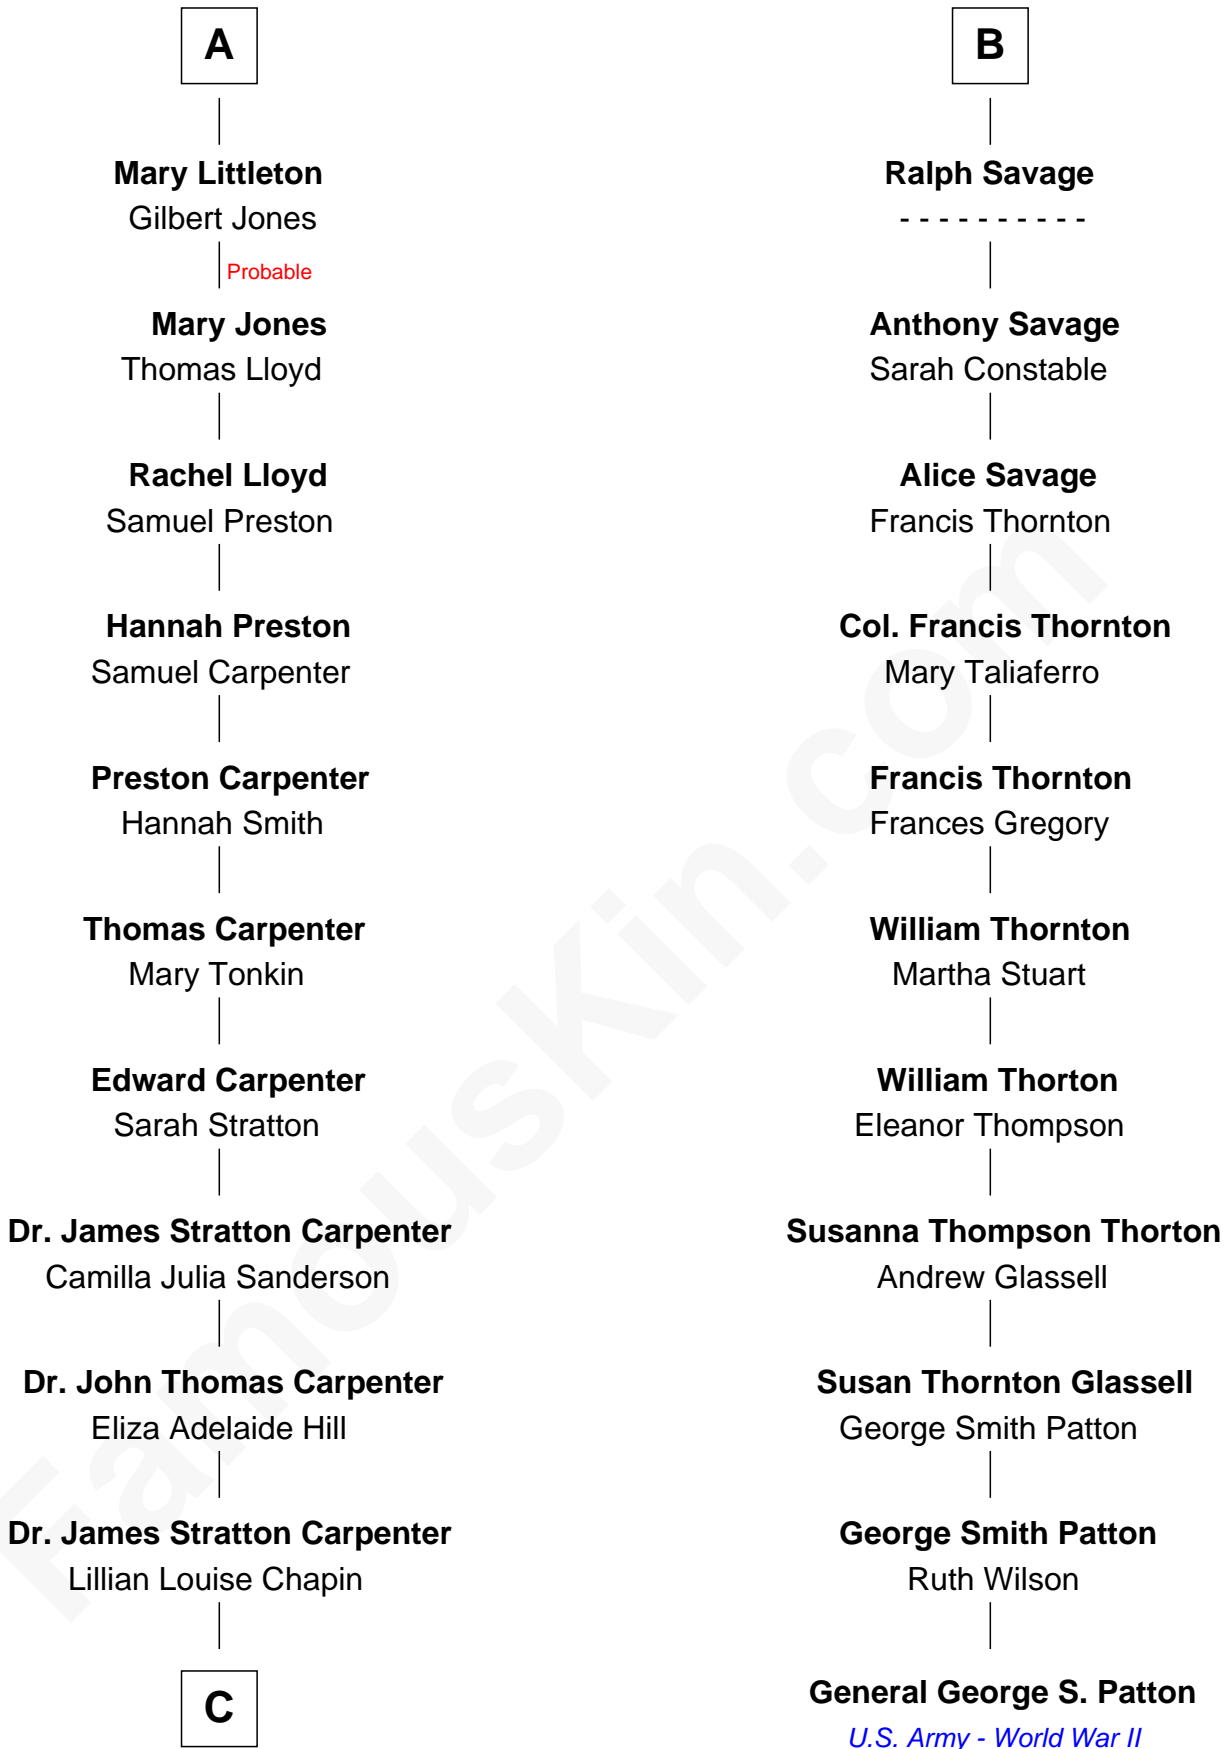 A
Mary Littleton
Gilbert Jones
Probable
Mary Jones
Thomas Lloyd
Rachel Lloyd
Samuel Preston
Hannah Preston
Samuel Carpenter
Preston Carpenter
Hannah Smith
Thomas Carpenter
Mary Tonkin
Edward Carpenter
Sarah Stratton
Dr. James Stratton Carpenter
Camilla Julia Sanderson
Dr. John Thomas Carpenter
Eliza Adelaide Hill
Dr. James Stratton Carpenter
Lillian Louise Chapin
C
B
Ralph Savage
- - - - - - - - - -
Anthony Savage
Sarah Constable
Alice Savage
Francis Thornton
Col. Francis Thornton
Mary Taliaferro
Francis Thornton
Frances Gregory
William Thornton
Martha Stuart
William Thorton
Eleanor Thompson
Susanna Thompson Thorton
Andrew Glassell
Susan Thornton Glassell
George Smith Patton
George Smith Patton
Ruth Wilson
General George S. Patton
U.S. Army - World War II
FamousKin.com